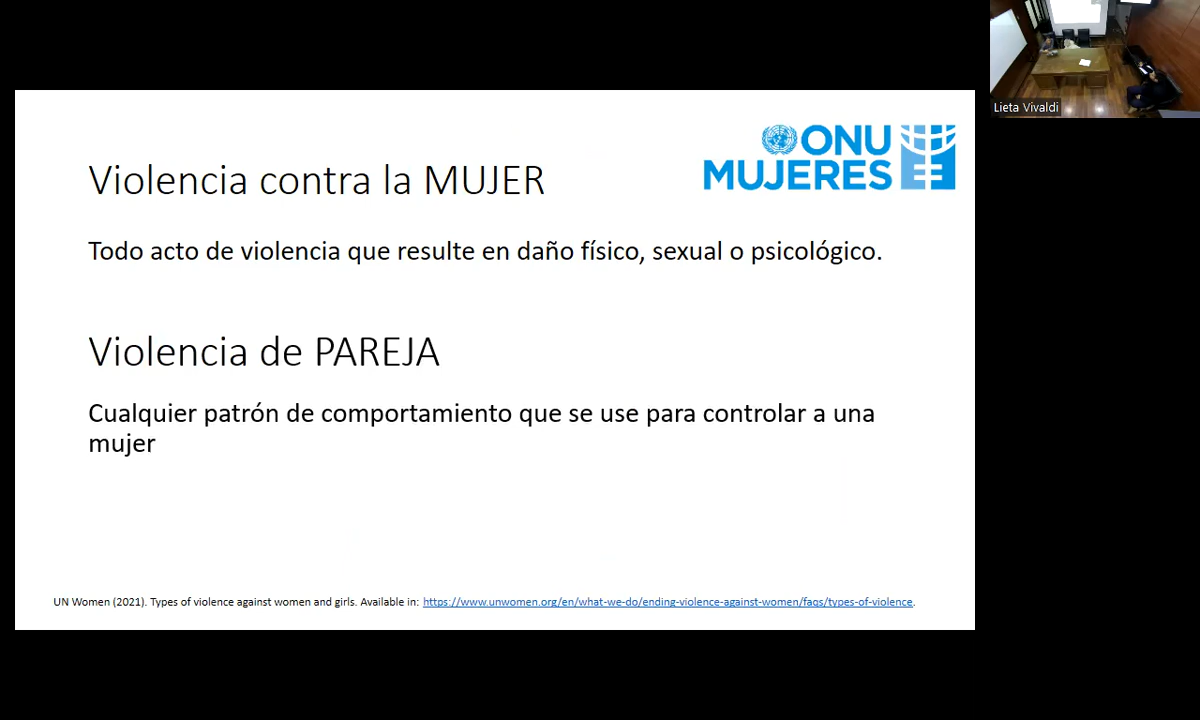 Lieta Vivaldi
ONU
MUJERES
Violencia contra la MUJER
Todo acto de violencia que resulte en daño físico, sexual o psicológico.
Violencia de PAREJA
Cualquier patrón de comportamiento que se use para controlar a una
mujer
UN Women (2021). Types of violence against women and girls. Available in: https://www.unwomen.org/en/what-we-do/ending-violence-against-women/faqs/types-of-violence.